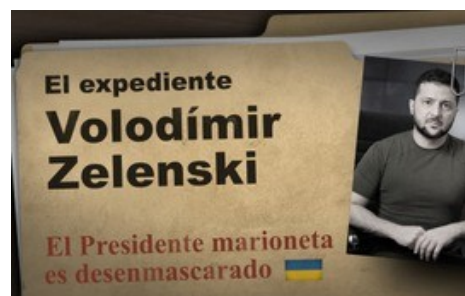 El expediente
Volodímir
Zelenski
El Presidente marioneta
es desenmascarado